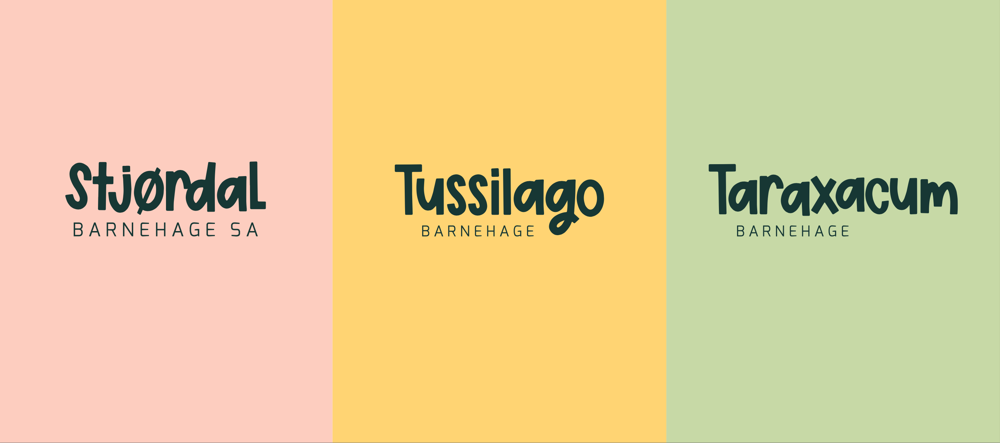 Stjørdal
BARNEHAGE SA
Tussilago
BARNEHAGE
Taraxacum
BARNEHAGE